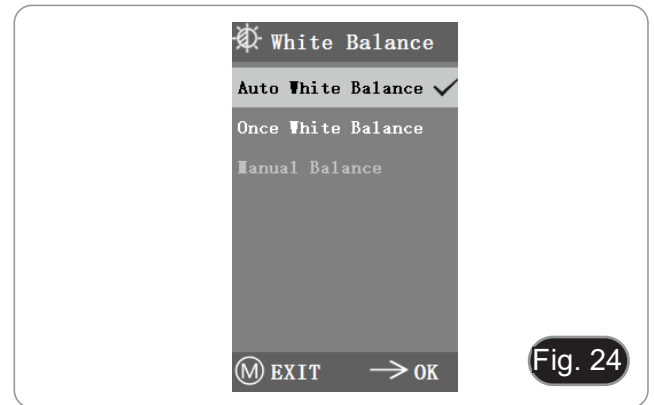 White Balance
Auto White Balance
Once White Balance
Manual Balance
M EXIT → OK
Fig. 24